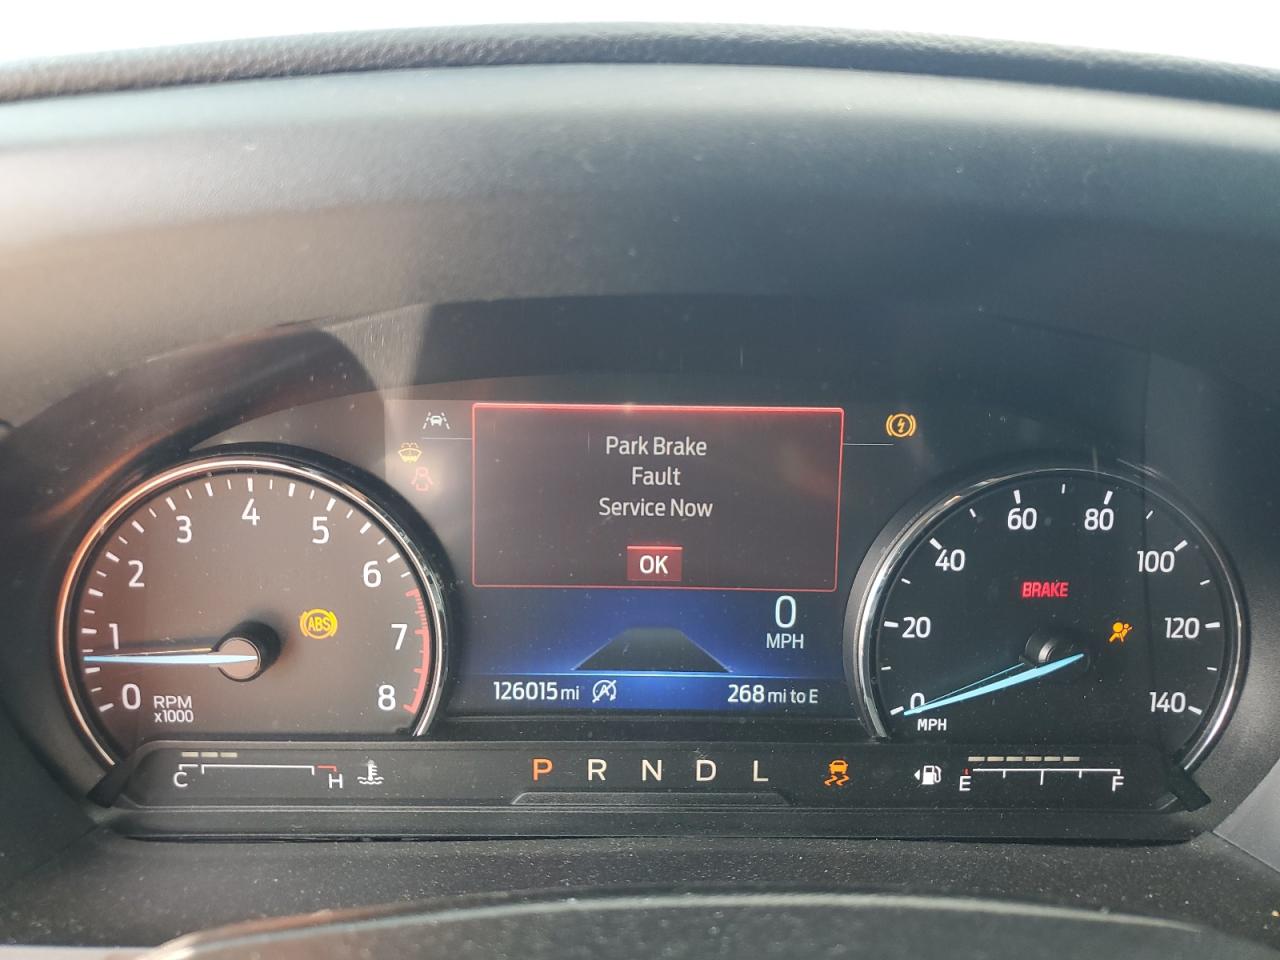 Park Brake
Fault
Service Now
OK
0
MPH
126015 mi
268 mi to E
0 1 2 3 4 5 6 7 8
RPM
x1000
ABS
0 20 40 60 80 100 120 140
MPH
BRAKE
C H
P R N D L
E F